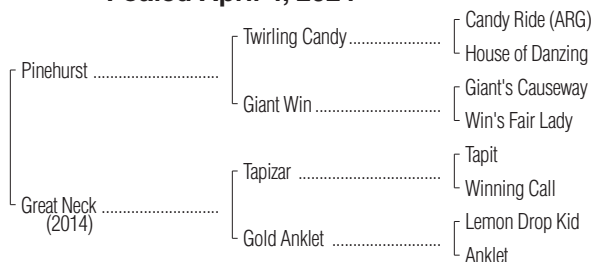 Foaled April 4, 2024
Candy Ride (ARG)
Twirling Candy
House of Danzing
Pinehurst
Giant's Causeway
Giant Win
Win's Fair Lady
Tapit
Tapizar
Winning Call
Great Neck
(2014)
Lemon Drop Kid
Gold Anklet
Anklet